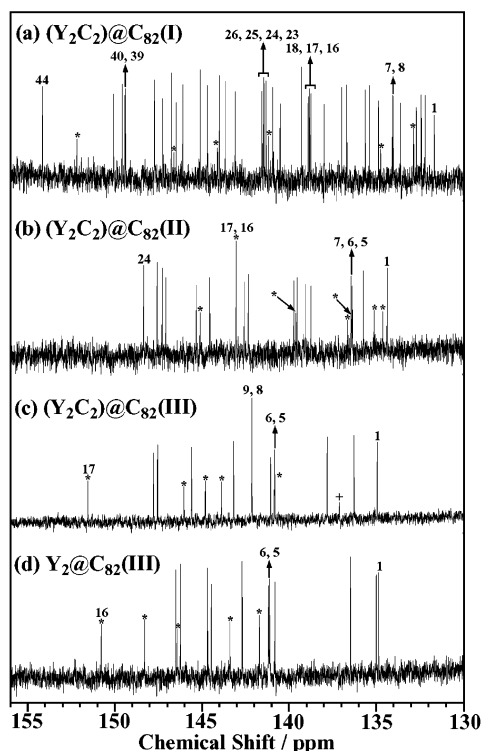 (a) (Y₂C₂)@C₈₂(I)
26, 25, 24, 23
40, 39
18, 17, 16
44
7, 8
1
* * * * * *
(b) (Y₂C₂)@C₈₂(II)
17, 16
7, 6, 5
24
*
1
* * * * * *
(c) (Y₂C₂)@C₈₂(III)
9, 8
6, 5
1
17
* * * * * +
(d) Y₂@C₈₂(III)
6, 5
1
16
* * * * * *
155 150 145 140 135 130
Chemical Shift / ppm